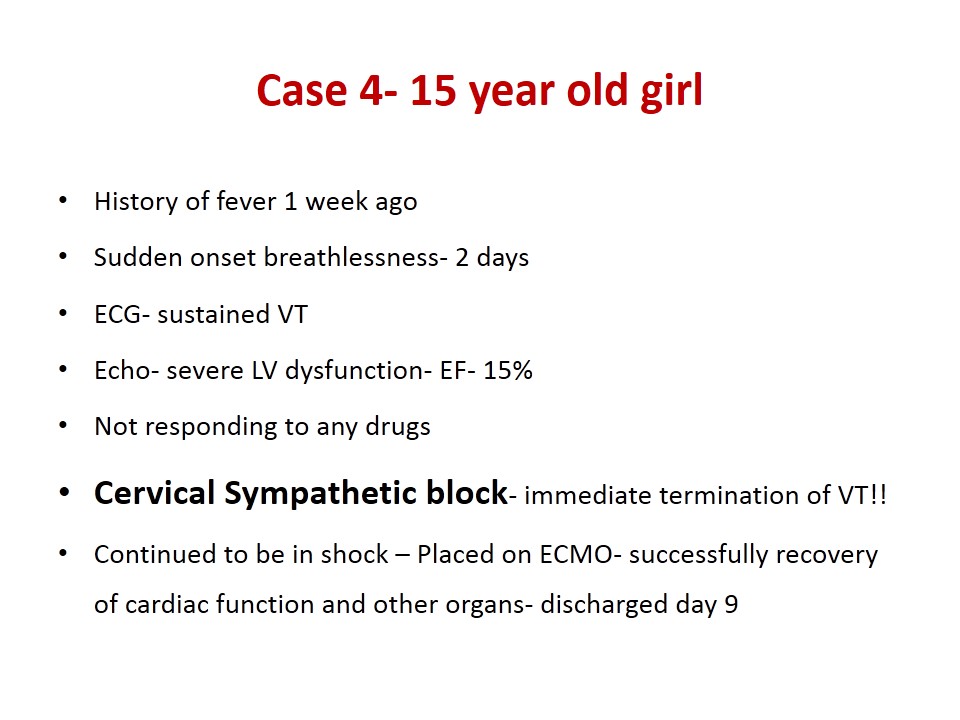 Case 4- 15 year old girl
• History of fever 1 week ago
• Sudden onset breathlessness- 2 days
• ECG- sustained VT
• Echo- severe LV dysfunction- EF- 15%
• Not responding to any drugs
• Cervical Sympathetic block- immediate termination of VT!!
• Continued to be in shock – Placed on ECMO- successfully recovery
of cardiac function and other organs- discharged day 9